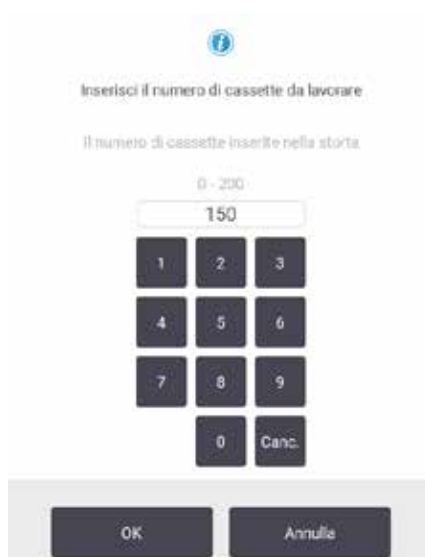 Inserisci il numero di cassette da lavorare
Il numero di cassette inserite nella storta
0 - 200
150
1 2 3
4 5 6
7 8 9
0 Canc.
OK Annulla